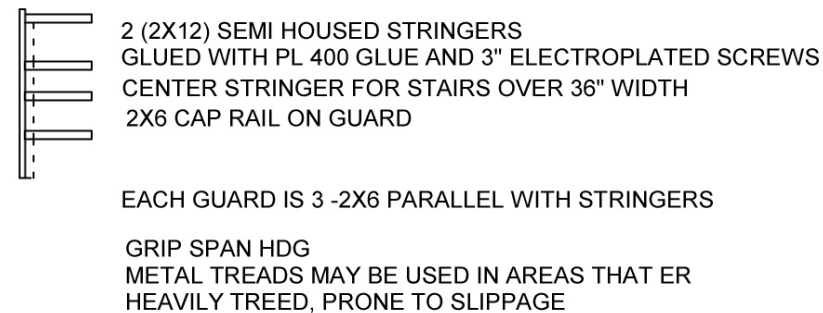 2 (2X12) SEMI HOUSED STRINGERS
GLUED WITH PL 400 GLUE AND 3" ELECTROPLATED SCREWS
CENTER STRINGER FOR STAIRS OVER 36" WIDTH
2X6 CAP RAIL ON GUARD
EACH GUARD IS 3 -2X6 PARALLEL WITH STRINGERS
GRIP SPAN HDG
METAL TREADS MAY BE USED IN AREAS THAT ER
HEAVILY TREED, PRONE TO SLIPPAGE